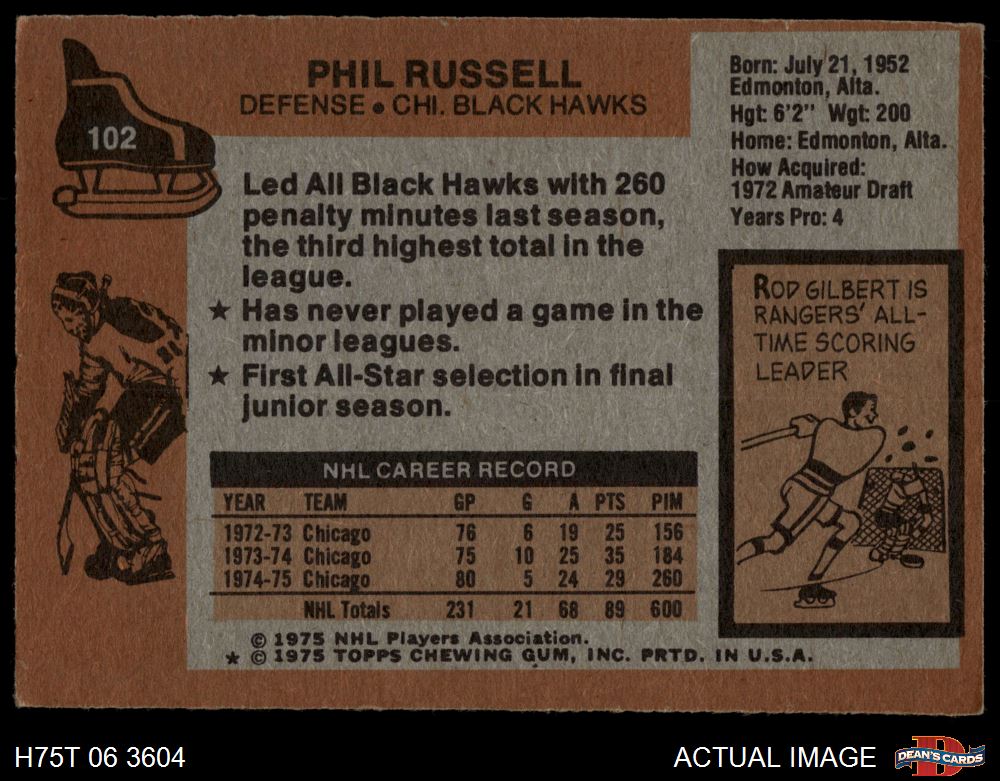 102
PHIL RUSSELL
DEFENSE • CHI. BLACK HAWKS
Born: July 21, 1952
Edmonton, Alta.
Hgt: 6'2" Wgt: 200
Home: Edmonton, Alta.
How Acquired:
1972 Amateur Draft
Years Pro: 4
Led All Black Hawks with 260
penalty minutes last season,
the third highest total in the
league.
★ Has never played a game in the
minor leagues.
★ First All-Star selection in final
junior season.
ROD GILBERT IS
RANGERS' ALL-
TIME SCORING
LEADER
NHL CAREER RECORD
YEAR TEAM GP G A PTS PIM
1972-73 Chicago 76 6 19 25 156
1973-74 Chicago 75 10 25 35 184
1974-75 Chicago 80 5 24 29 260
NHL Totals 231 21 68 89 600
© 1975 NHL Players Association.
★ © 1975 TOPPS CHEWING GUM, INC. PRTD. IN U.S.A.
H75T 06 3604
ACTUAL IMAGE
D
DEAN'S CARDS